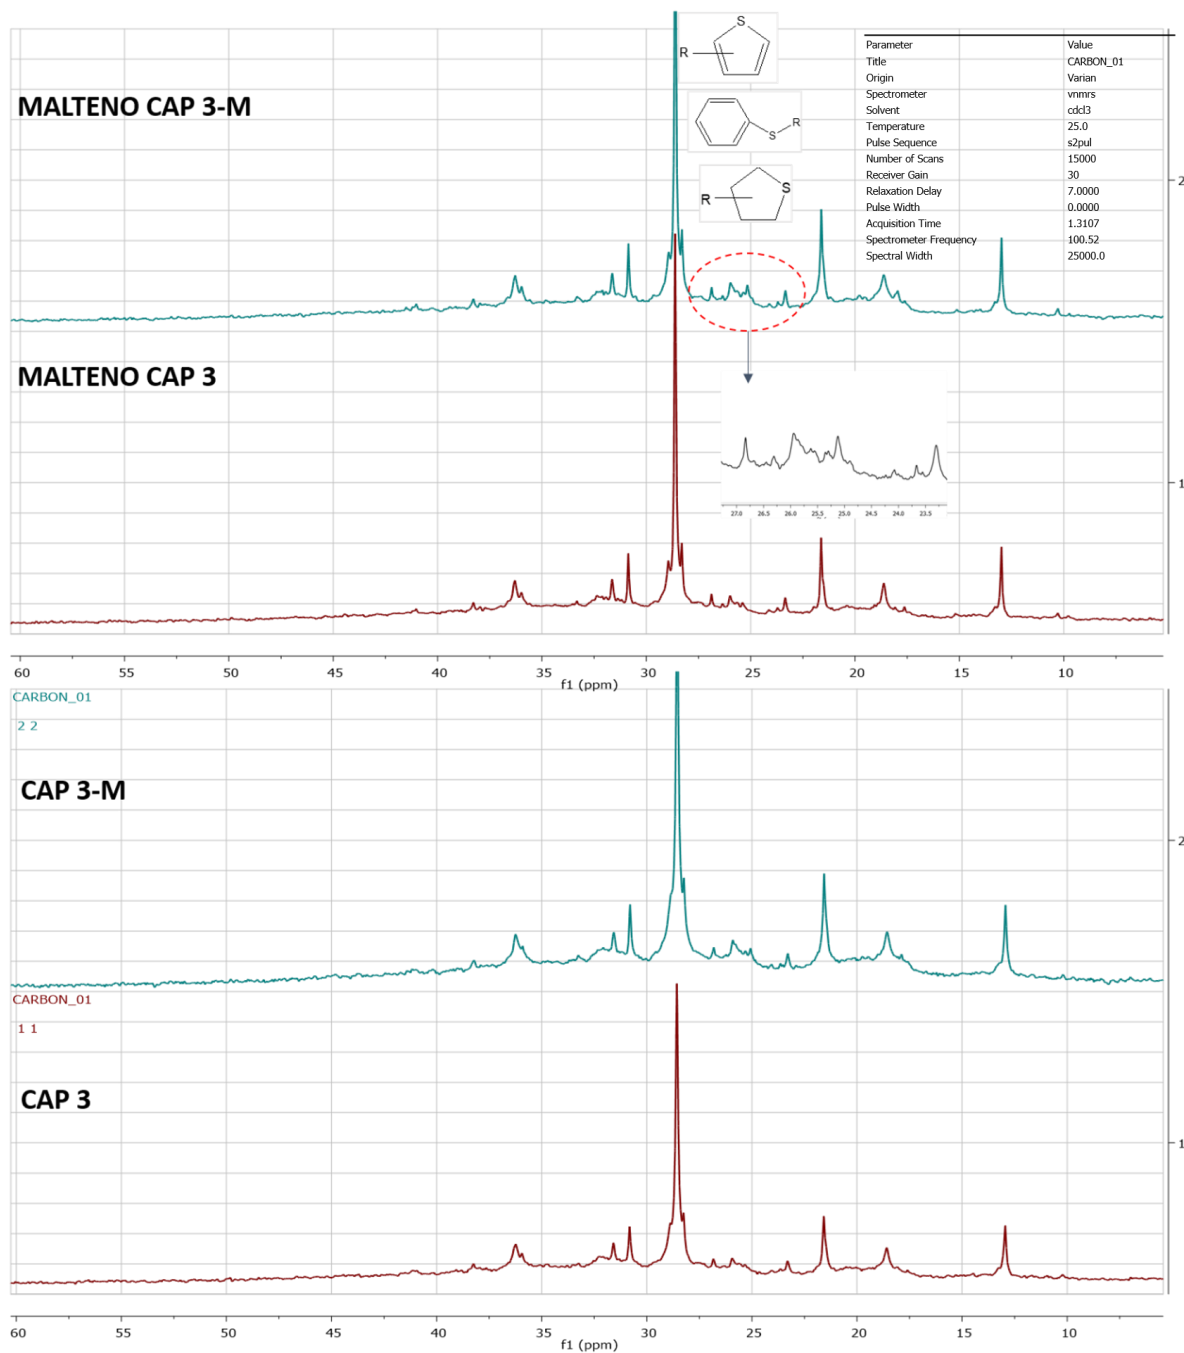 S
R
S
R
S
R
Parameter Value
Title CARBON_01
Origin Varian
Spectrometer vnmrs
Solvent cdcl3
Temperature 25.0
Pulse Sequence s2pul
Number of Scans 15000
Receiver Gain 30
Relaxation Delay 7.0000
Pulse Width 0.0000
Acquisition Time 1.3107
Spectrometer Frequency 100.52
Spectral Width 25000.0
MALTENO CAP 3-M
2
MALTENO CAP 3
1
27.0 26.5 26.0 25.5 25.0 24.5 24.0 23.5
60 55 50 45 40 35 30 25 20 15 10
f1 (ppm)
CARBON_01
2 2
CAP 3-M
2
CARBON_01
1 1
CAP 3
1
60 55 50 45 40 35 30 25 20 15 10
f1 (ppm)